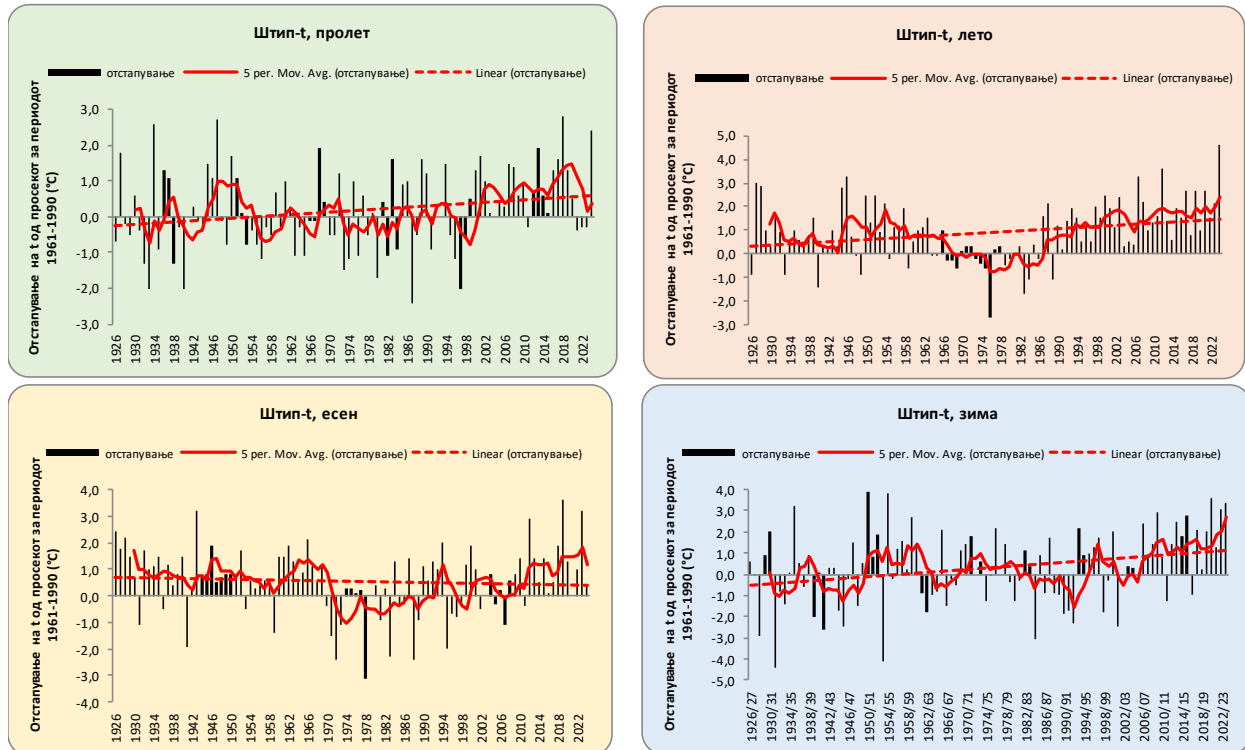 Штип-t, пролет
отстапување 5 per. Mov. Avg. (отстапување) Linear (отстапување)
Отстапување на t од просекот за периодот
1961-1990 (°C)
3,0
2,0
1,0
0,0
-1,0
-2,0
-3,0
1926 1930 1934 1938 1942 1946 1950 1954 1958 1962 1966 1970 1974 1978 1982 1986 1990 1994 1998 2002 2006 2010 2014 2018 2022
Штип-t, лето
отстапување 5 per. Mov. Avg. (отстапување) Linear (отстапување)
Отстапување на t од просекот за периодот
1961-1990 (°C)
5,0
4,0
3,0
2,0
1,0
0,0
-1,0
-2,0
-3,0
1926 1930 1934 1938 1942 1946 1950 1954 1958 1962 1966 1970 1974 1978 1982 1986 1990 1994 1998 2002 2006 2010 2014 2018 2022
Штип-t, есен
отстапување 5 per. Mov. Avg. (отстапување) Linear (отстапување)
Отстапување на t од просекот за периодот
1961-1990 (°C)
4,0
3,0
2,0
1,0
0,0
-1,0
-2,0
-3,0
-4,0
1926 1930 1934 1938 1942 1946 1950 1954 1958 1962 1966 1970 1974 1978 1982 1986 1990 1994 1998 2002 2006 2010 2014 2018 2022
Штип-t, зима
отстапување 5 per. Mov. Avg. (отстапување) Linear (отстапување)
Отстапување на t од просекот за периодот
1961-1990 (°C)
4,0
3,0
2,0
1,0
0,0
-1,0
-2,0
-3,0
-4,0
-5,0
1926/27 1930/31 1934/35 1938/39 1942/43 1946/47 1950/51 1954/55 1958/59 1962/63 1966/67 1970/71 1974/75 1978/79 1982/83 1986/87 1990/91 1994/95 1998/99 2002/03 2006/07 2010/11 2014/15 2018/19 2022/23